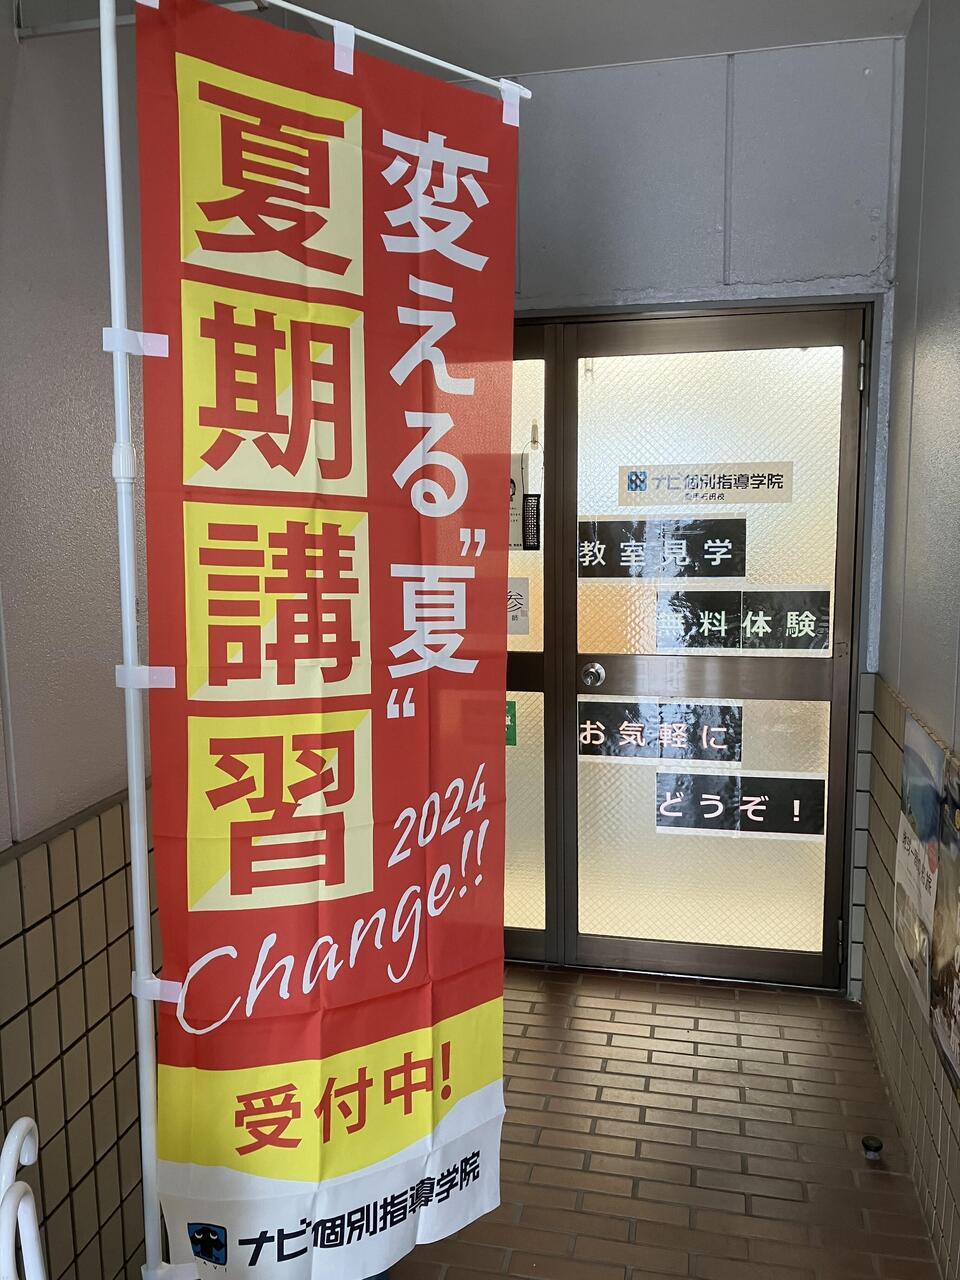 変える”夏“
夏期講習
2024
Change!!
受付中!
ナビ個別指導学院
NAVI
ナビ個別指導学院
教室見学
無料体験
お気軽に
どうぞ!